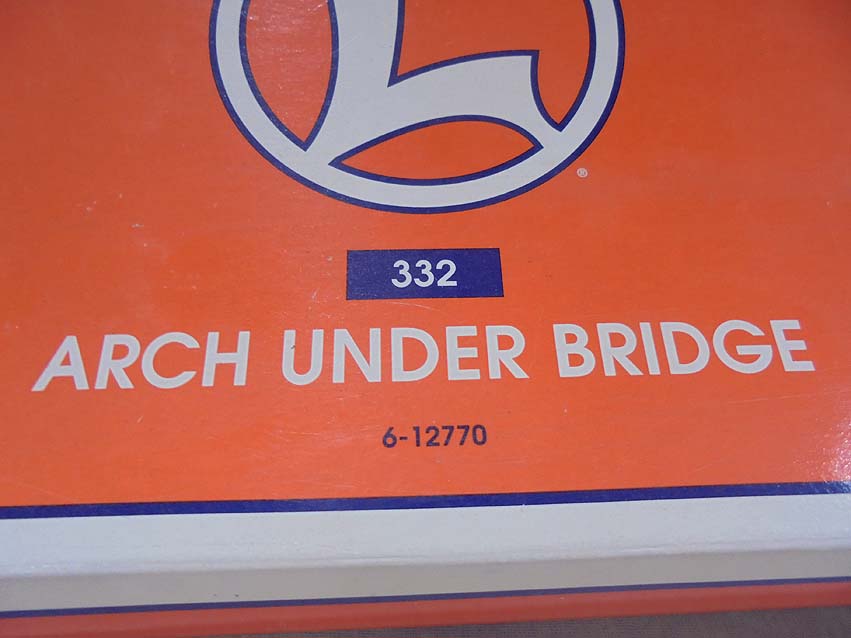 L
®
332
ARCH UNDER BRIDGE
6-12770